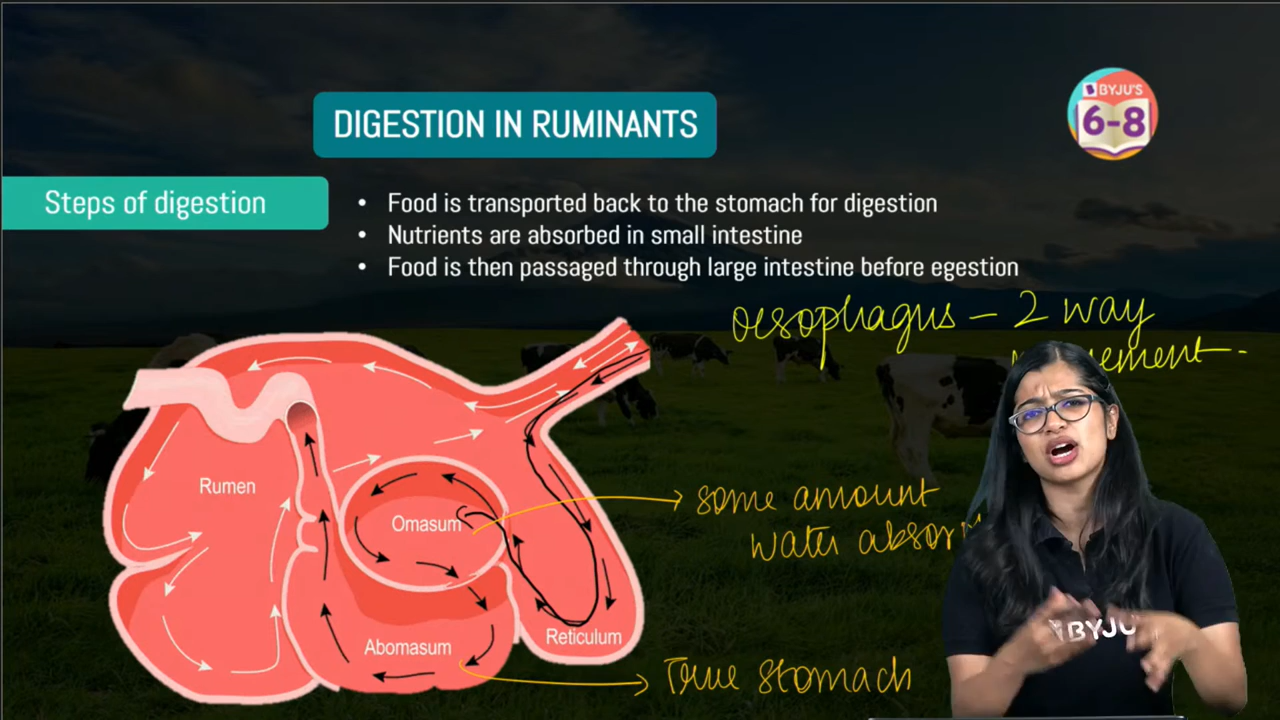 BYJU'S
6-8
DIGESTION IN RUMINANTS
Steps of digestion
• Food is transported back to the stomach for digestion
• Nutrients are absorbed in small intestine
• Food is then passaged through large intestine before egestion
oesophagus – 2 way
Rumen
Omasum
some amount
water
Abomasum
Reticulum
True stomach
BYJU